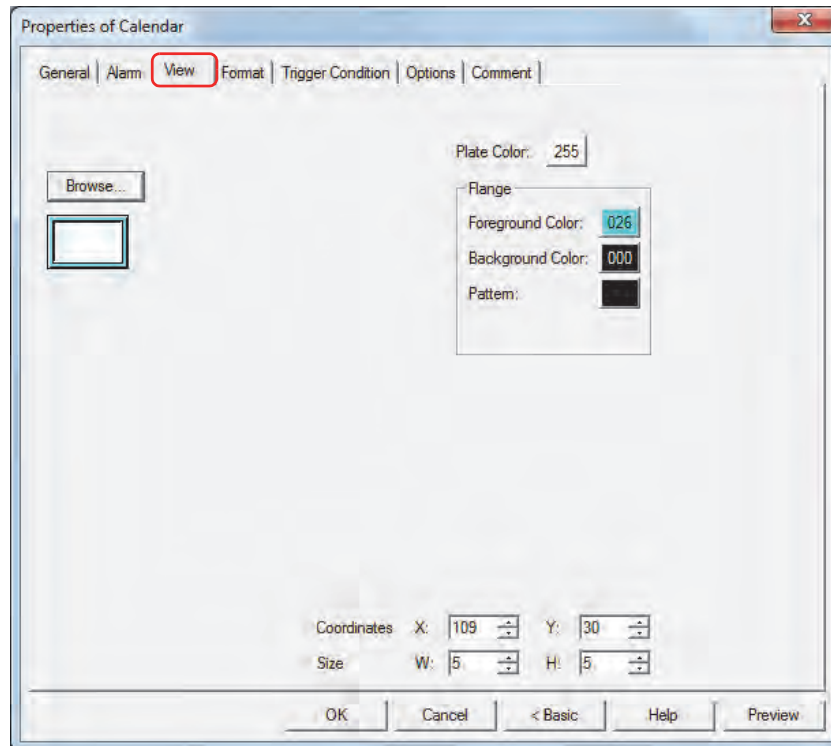 Properties of Calendar
General Alarm View Format Trigger Condition Options Comment
Plate Color: 255
Browse...
Flange
Foreground Color: 026
Background Color: 000
Pattern:
Coordinates X: 109 Y: 30
Size W: 5 H: 5
OK Cancel < Basic Help Preview